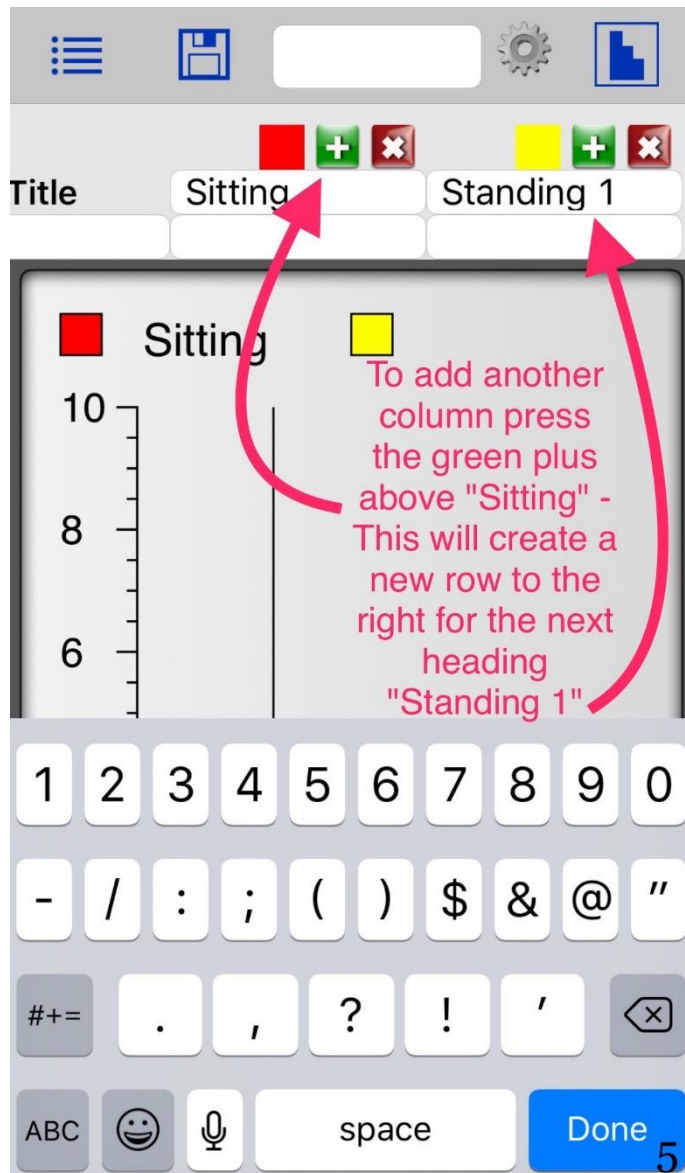 Title
Sitting
Standing 1
Sitting
10
8
6
To add another
column press
the green plus
above "Sitting" -
This will create a
new row to the
right for the next
heading
"Standing 1"
1 2 3 4 5 6 7 8 9 0
- / : ; ( ) $ & @ "
#+= . , ? ! '
ABC space Done
5